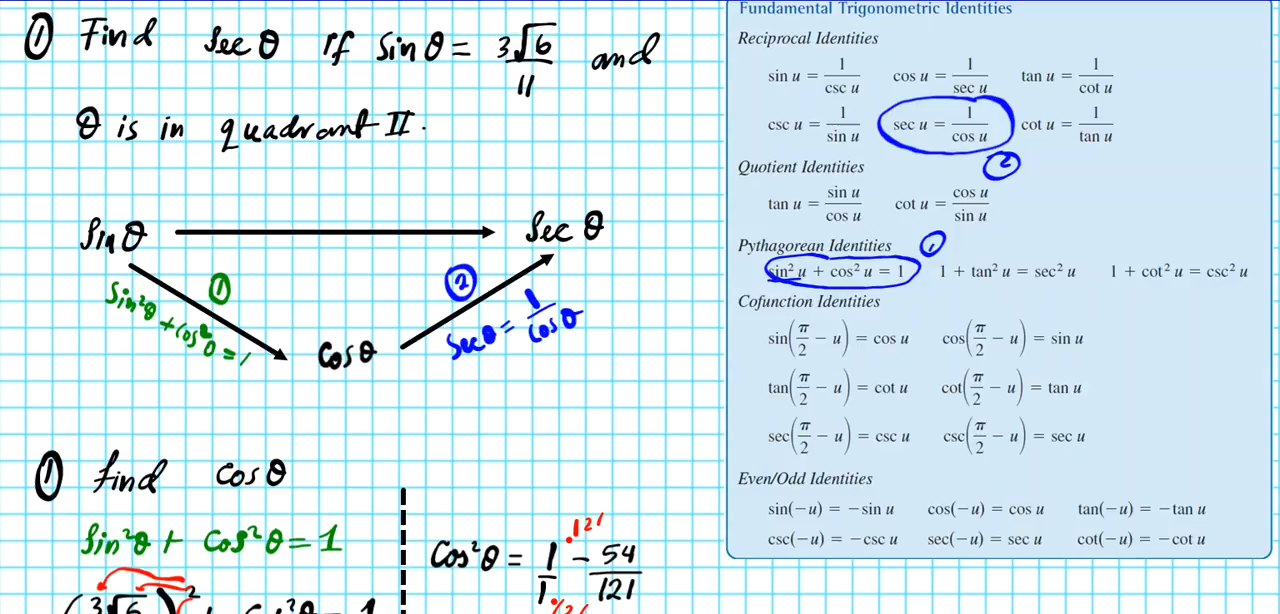 ① Find sec θ if sin θ = 3√6/11 and
θ is in quadrant II.
sin θ → sec θ
①
sin²θ + cos²θ = 1
②
sec θ = 1/cos θ
cos θ
① find cos θ
sin²θ + cos²θ = 1
cos²θ = 1/1 - 54/121
·121
·121
(3√6
)²
Fundamental Trigonometric Identities
Reciprocal Identities
sin u = 1/csc u  cos u = 1/sec u  tan u = 1/cot u
csc u = 1/sin u  sec u = 1/cos u  cot u = 1/tan u
②
Quotient Identities
tan u = sin u/cos u  cot u = cos u/sin u
Pythagorean Identities ①
sin² u + cos² u = 1  1 + tan² u = sec² u  1 + cot² u = csc² u
Cofunction Identities
sin(π/2 − u) = cos u  cos(π/2 − u) = sin u
tan(π/2 − u) = cot u  cot(π/2 − u) = tan u
sec(π/2 − u) = csc u  csc(π/2 − u) = sec u
Even/Odd Identities
sin(−u) = −sin u  cos(−u) = cos u  tan(−u) = −tan u
csc(−u) = −csc u  sec(−u) = sec u  cot(−u) = −cot u